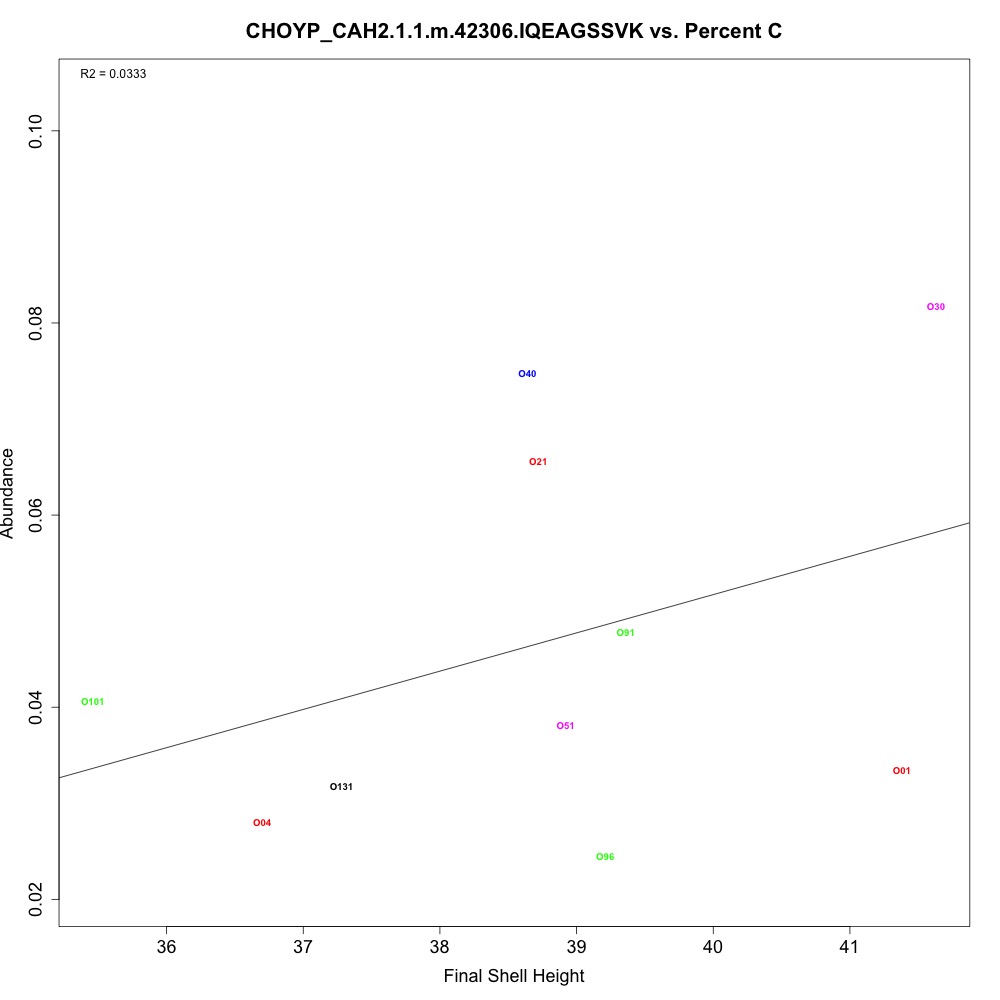 CHOYP_CAH2.1.1.m.42306.IQEAGSSVK vs. Percent C
R2 = 0.0333
0.10
0.08
0.06
0.04
0.02
Abundance
O30
O40
O21
O91
O101
O51
O01
O131
O04
O96
36 37 38 39 40 41
Final Shell Height